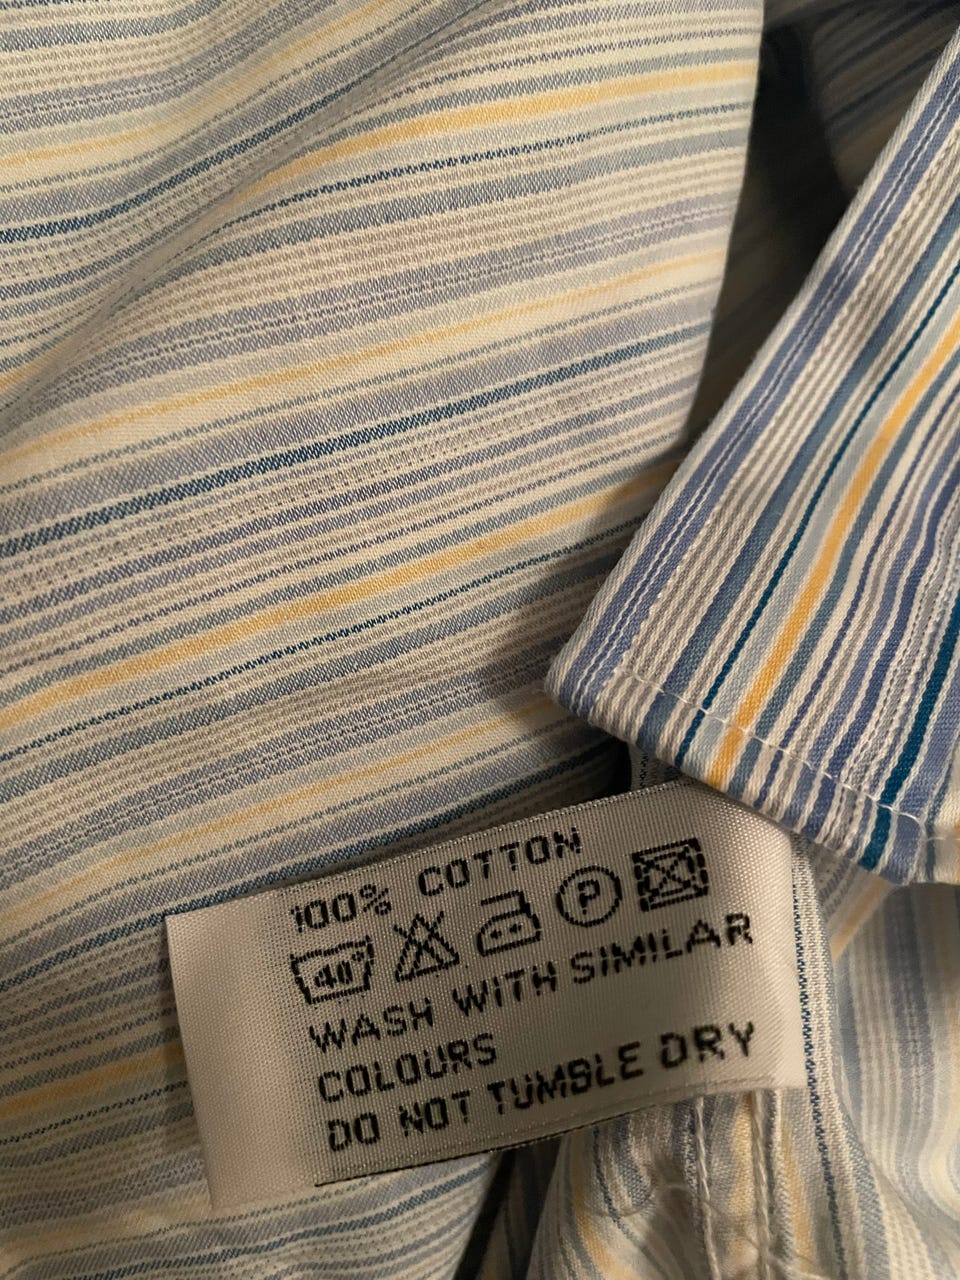 100% COTTON
40° P
WASH WITH SIMILAR
COLOURS
DO NOT TUMBLE DRY